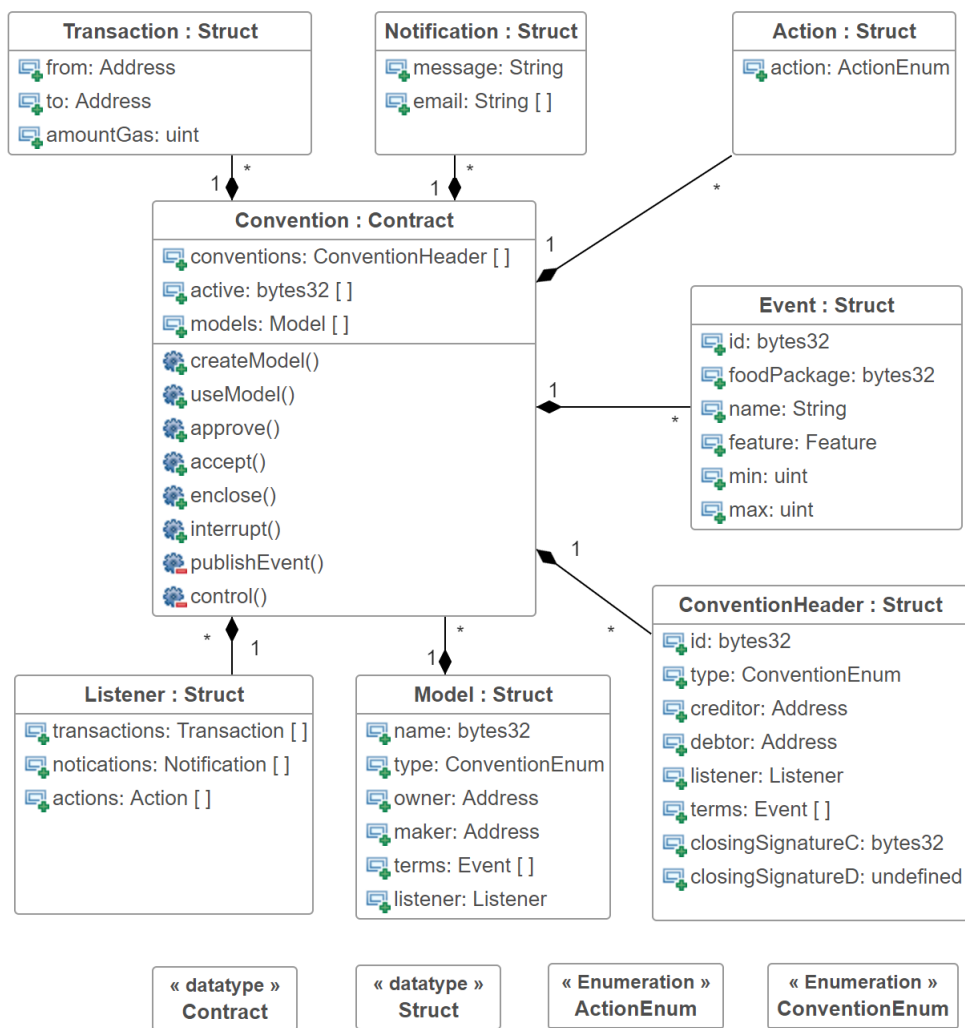 Transaction : Struct
from: Address
to: Address
amountGas: uint
Notification : Struct
message: String
email: String [ ]
Action : Struct
action: ActionEnum
1
*
1
*
1
*
Convention : Contract
conventions: ConventionHeader [ ]
active: bytes32 [ ]
models: Model [ ]
createModel()
useModel()
approve()
accept()
enclose()
interrupt()
publishEvent()
control()
Event : Struct
id: bytes32
foodPackage: bytes32
name: String
feature: Feature
min: uint
max: uint
1
*
1
*
*
1
*
1
Listener : Struct
transactions: Transaction [ ]
notications: Notification [ ]
actions: Action [ ]
Model : Struct
name: bytes32
type: ConventionEnum
owner: Address
maker: Address
terms: Event [ ]
listener: Listener
ConventionHeader : Struct
id: bytes32
type: ConventionEnum
creditor: Address
debtor: Address
listener: Listener
terms: Event [ ]
closingSignatureC: bytes32
closingSignatureD: undefined
« datatype »
Contract
« datatype »
Struct
« Enumeration »
ActionEnum
« Enumeration »
ConventionEnum